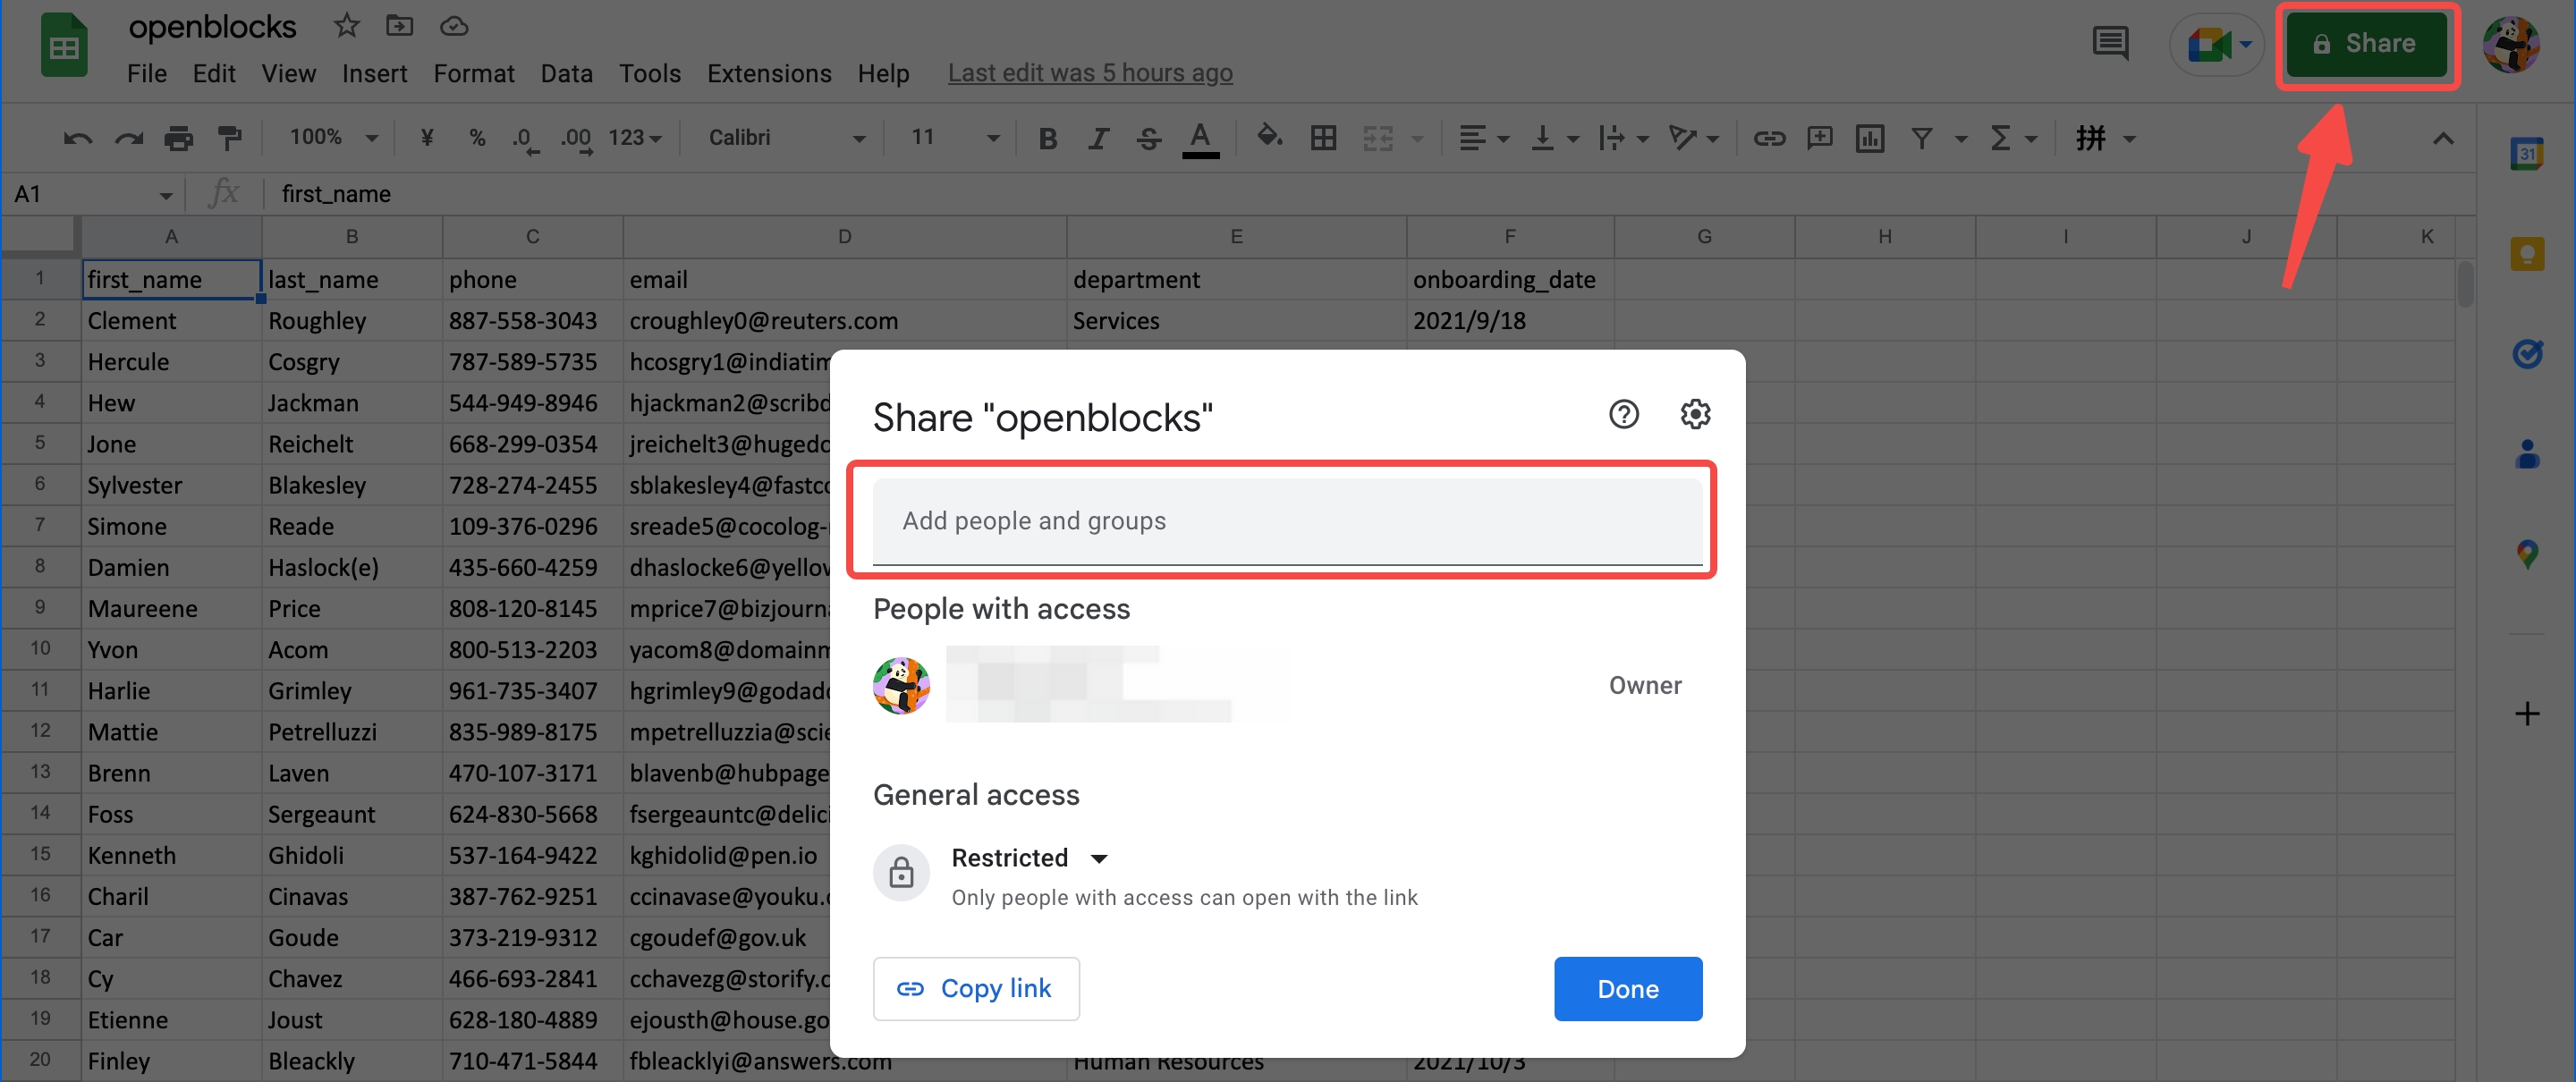 openblocks
Share
File Edit View Insert Format Data Tools Extensions Help Last edit was 5 hours ago
100% ¥ % .0 .00 123 Calibri 11 B I S A Σ 拼
31
A1 fx first_name
A B C D E F G H I J K
1 first_name last_name phone email department onboarding_date
2 Clement Roughley 887-558-3043 croughley0@reuters.com Services 2021/9/18
3 Hercule Cosgry 787-589-5735 hcosgry1@indiatim
4 Hew Jackman 544-949-8946 hjackman2@scribd
5 Jone Reichelt 668-299-0354 jreichelt3@hugedo
6 Sylvester Blakesley 728-274-2455 sblakesley4@fastco
7 Simone Reade 109-376-0296 sreade5@cocolog-
8 Damien Haslock(e) 435-660-4259 dhaslocke6@yellov
9 Maureene Price 808-120-8145 mprice7@bizjourna
10 Yvon Acom 800-513-2203 yacom8@domainm
11 Harlie Grimley 961-735-3407 hgrimley9@godado
12 Mattie Petrelluzzi 835-989-8175 mpetrelluzzia@scie
13 Brenn Laven 470-107-3171 blavenb@hubpage
14 Foss Sergeaunt 624-830-5668 fsergeauntc@delici
15 Kenneth Ghidoli 537-164-9422 kghidolid@pen.io
16 Charil Cinavas 387-762-9251 ccinavase@youku.
17 Car Goude 373-219-9312 cgoudef@gov.uk
18 Cy Chavez 466-693-2841 cchavezg@storify.c
19 Etienne Joust 628-180-4889 ejousth@house.go
20 Finley Bleackly 710-471-5844 fbleacklyi@answers.com Human Resources 2021/10/3
Share "openblocks"
Add people and groups
People with access
Owner
General access
Restricted
Only people with access can open with the link
Copy link
Done